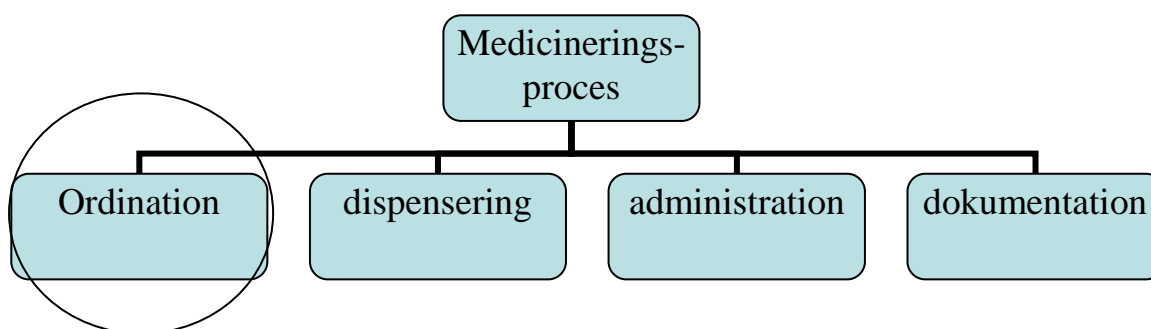 Medicinerings-
proces
Ordination
dispensering
administration
dokumentation